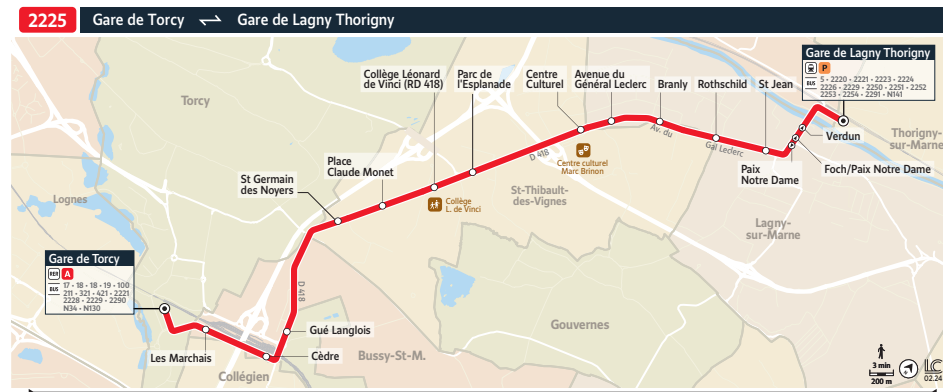 2225 Gare de Torcy ⇌ Gare de Lagny Thorigny
Gare de Lagny Thorigny
P
BUS
5 • 2220 • 2221 • 2223 • 2224
2226 • 2229 • 2250 • 2251 • 2252
2253 • 2254 • 2291 • N141
Collège Léonard
de Vinci (RD 418)
Parc de
l'Esplanade
Centre
Culturel
Avenue du
Général Leclerc
Branly
Rothschild
St Jean
Verdun
Thorigny-
sur-Marne
Torcy
Av. du
Gal Leclerc
D 418
Centre culturel
Marc Brinon
Paix
Notre Dame
Foch/Paix Notre Dame
Place
Claude Monet
St Germain
des Noyers
Collège
L. de Vinci
St-Thibault-
des-Vignes
Lognes
Lagny-
sur-Marne
Gare de Torcy
RER A
BUS
17 • 18 • 18 • 19 • 100
211 • 321 • 421 • 2221
2228 • 2229 • 2290
N34 • N130
D 418
Gué Langlois
Gouvernes
Les Marchais
Cèdre
Bussy-St-M.
Collégien
3 min
200 m
LC
02.24